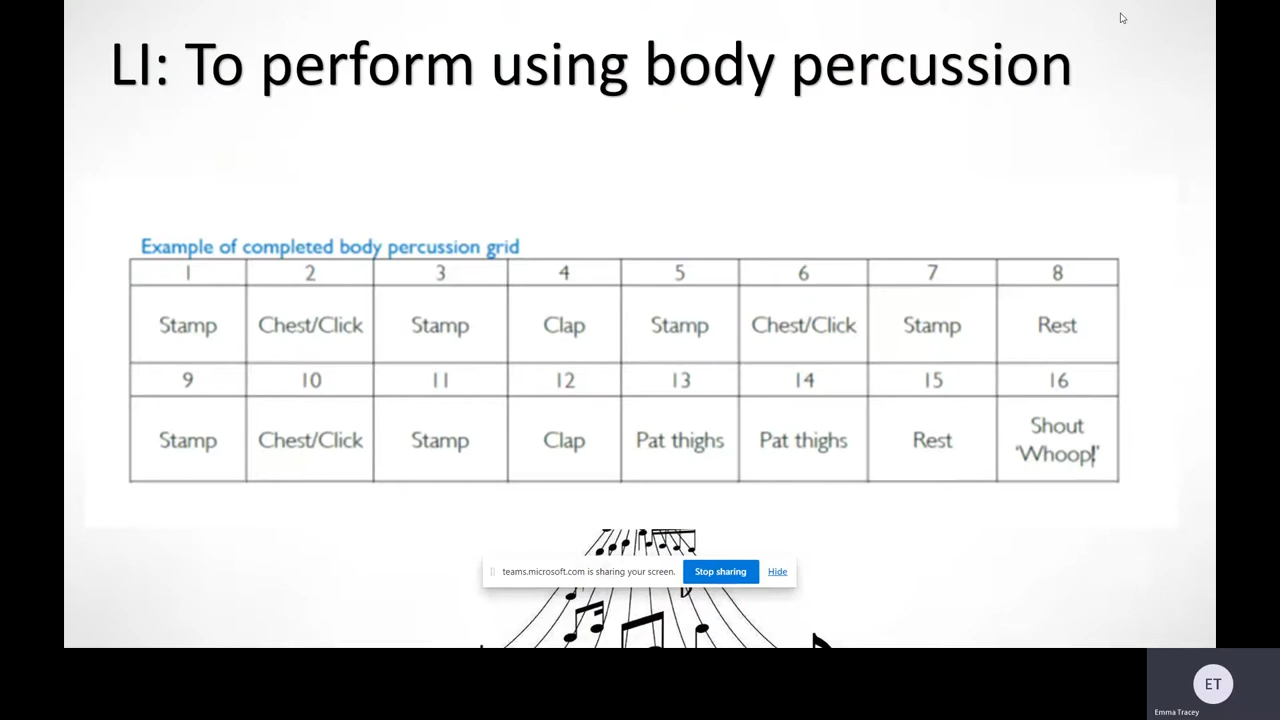 LI: To perform using body percussion
Example of completed body percussion grid
1 2 3 4 5 6 7 8
Stamp Chest/Click Stamp Clap Stamp Chest/Click Stamp Rest
9 10 11 12 13 14 15 16
Stamp Chest/Click Stamp Clap Pat thighs Pat thighs Rest Shout
'Whoop!'
teams.microsoft.com is sharing your screen. Stop sharing Hide
ET
Emma Tracey